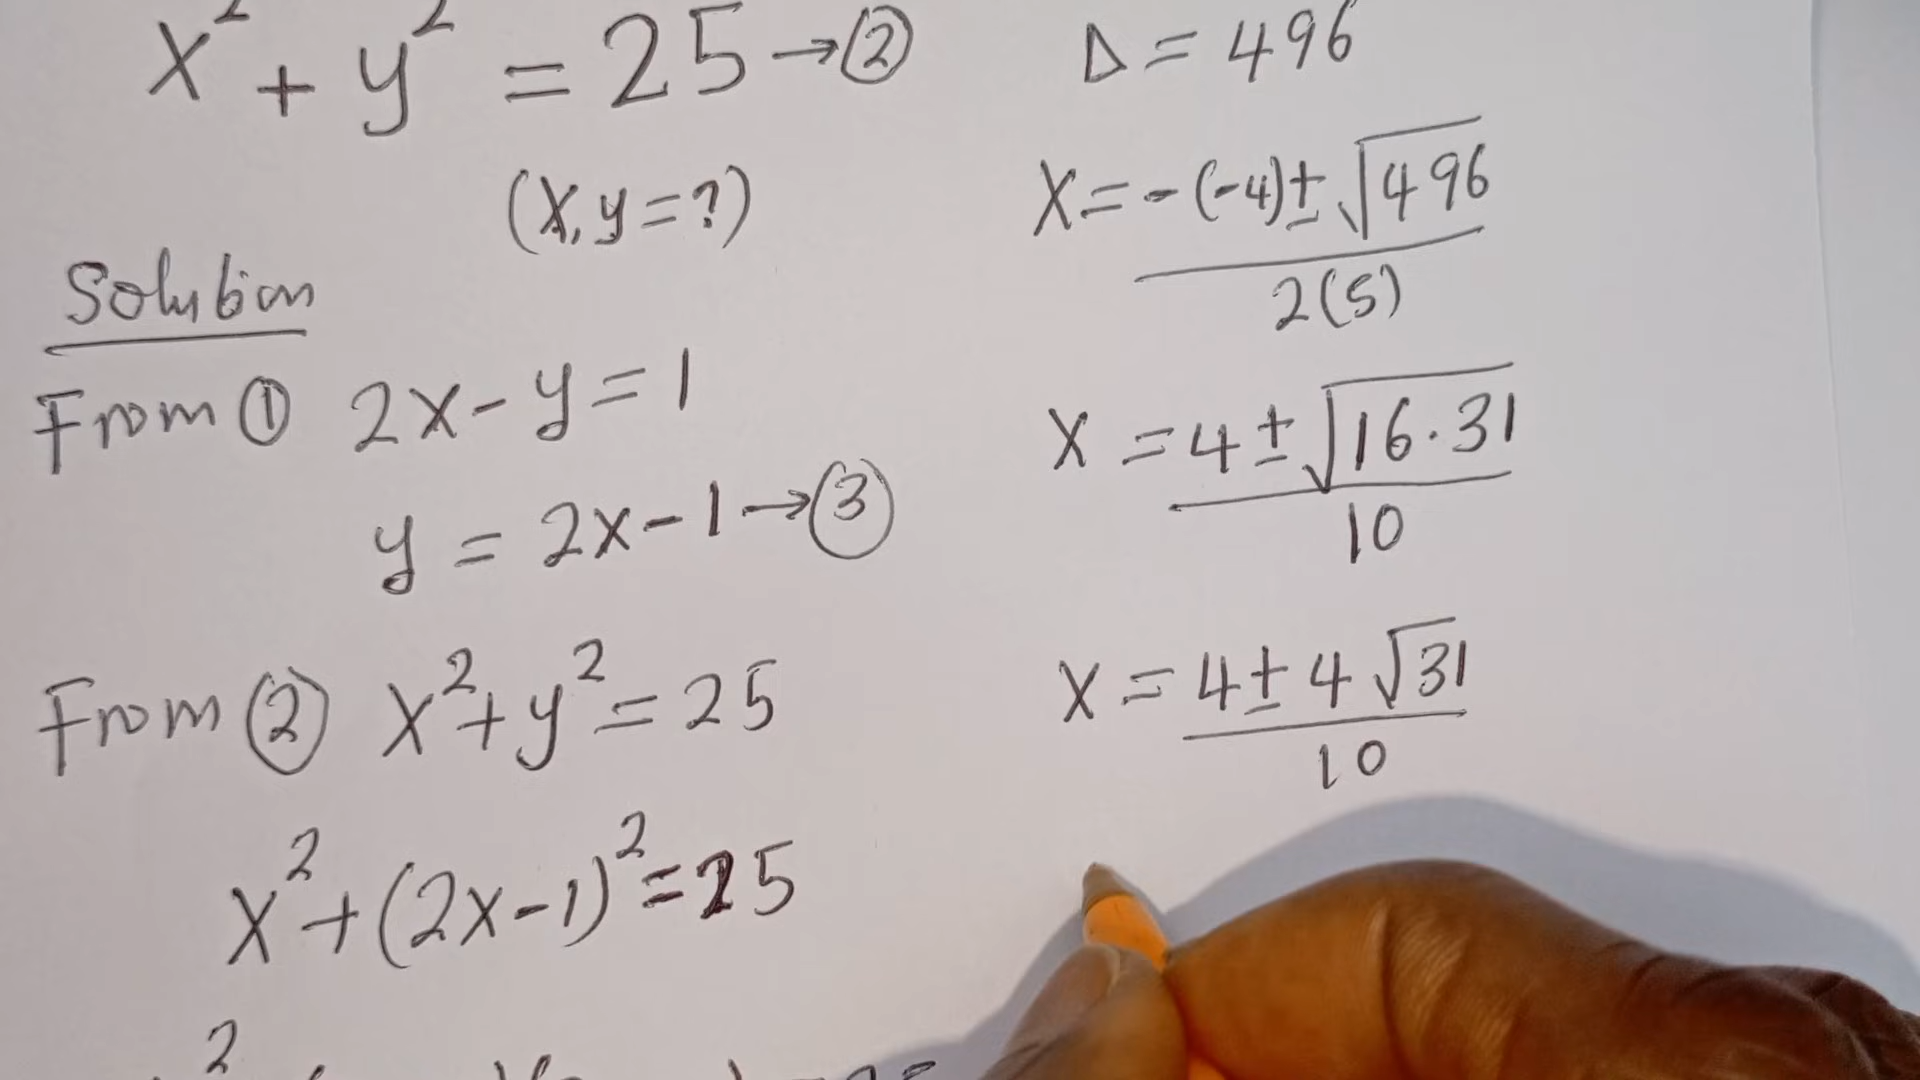 x² + y² = 25 → ②
(x, y = ?)
Solution
From ① 2x - y = 1
y = 2x - 1 → ③
From ② x² + y² = 25
x² + (2x - 1)² = 25
2
Δ = 496
x = -(-4) ± √496
2(5)
x = 4 ± √16·31
10
x = 4 ± 4√31
10